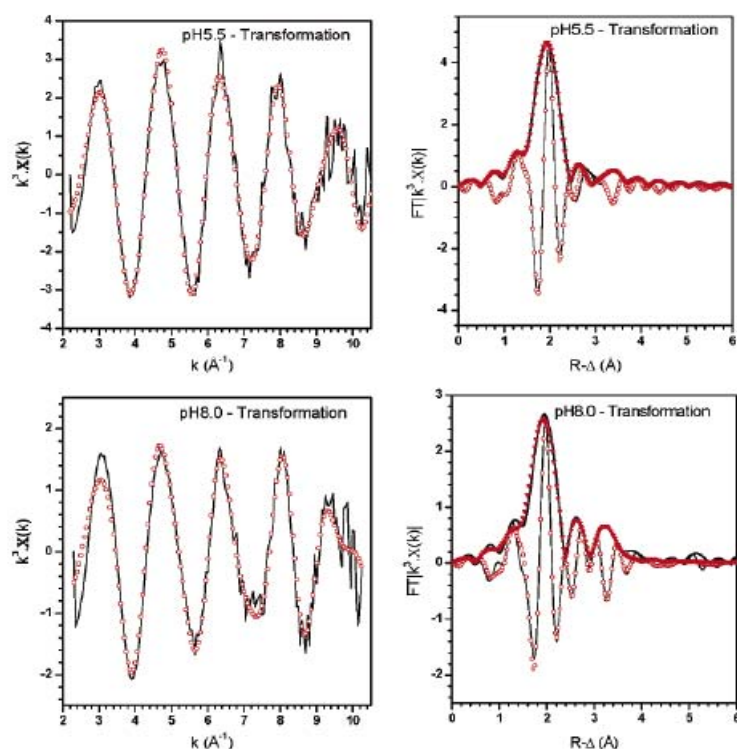 pH5.5 - Transformation
k³.χ(k)
4
3
2
1
0
-1
-2
-3
-4
2 3 4 5 6 7 8 9 10
k (Å⁻¹)
pH5.5 - Transformation
FT|k³.χ(k)|
4
2
0
-2
-4
0 1 2 3 4 5 6
R-Δ (Å)
pH8.0 - Transformation
k³.χ(k)
2
1
0
-1
-2
2 3 4 5 6 7 8 9 10
k (Å⁻¹)
pH8.0 - Transformation
FT|k³.χ(k)|
3
2
1
0
-1
-2
0 1 2 3 4 5 6
R-Δ (Å)